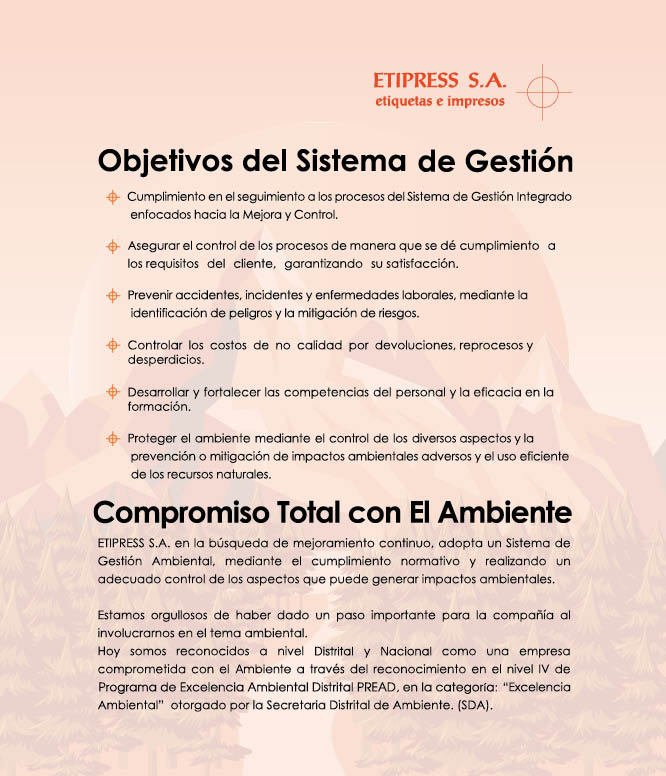 ETIPRESS S.A.
etiquetas e impresos
Objetivos del Sistema de Gestión
Cumplimiento en el seguimiento a los procesos del Sistema de Gestión Integrado
enfocados hacia la Mejora y Control.
Asegurar el control de los procesos de manera que se dé cumplimiento a
los requisitos del cliente, garantizando su satisfacción.
Prevenir accidentes, incidentes y enfermedades laborales, mediante la
identificación de peligros y la mitigación de riesgos.
Controlar los costos de no calidad por devoluciones, reprocesos y
desperdicios.
Desarrollar y fortalecer las competencias del personal y la eficacia en la
formación.
Proteger el ambiente mediante el control de los diversos aspectos y la
prevención o mitigación de impactos ambientales adversos y el uso eficiente
de los recursos naturales.
Compromiso Total con El Ambiente
ETIPRESS S.A. en la búsqueda de mejoramiento continuo, adopta un Sistema de
Gestión Ambiental, mediante el cumplimiento normativo y realizando un
adecuado control de los aspectos que puede generar impactos ambientales.
Estamos orgullosos de haber dado un paso importante para la compañía al
involucrarnos en el tema ambiental.
Hoy somos reconocidos a nivel Distrital y Nacional como una empresa
comprometida con el Ambiente a través del reconocimiento en el nivel IV de
Programa de Excelencia Ambiental Distrital PREAD, en la categoría: “Excelencia
Ambiental” otorgado por la Secretaria Distrital de Ambiente. (SDA).